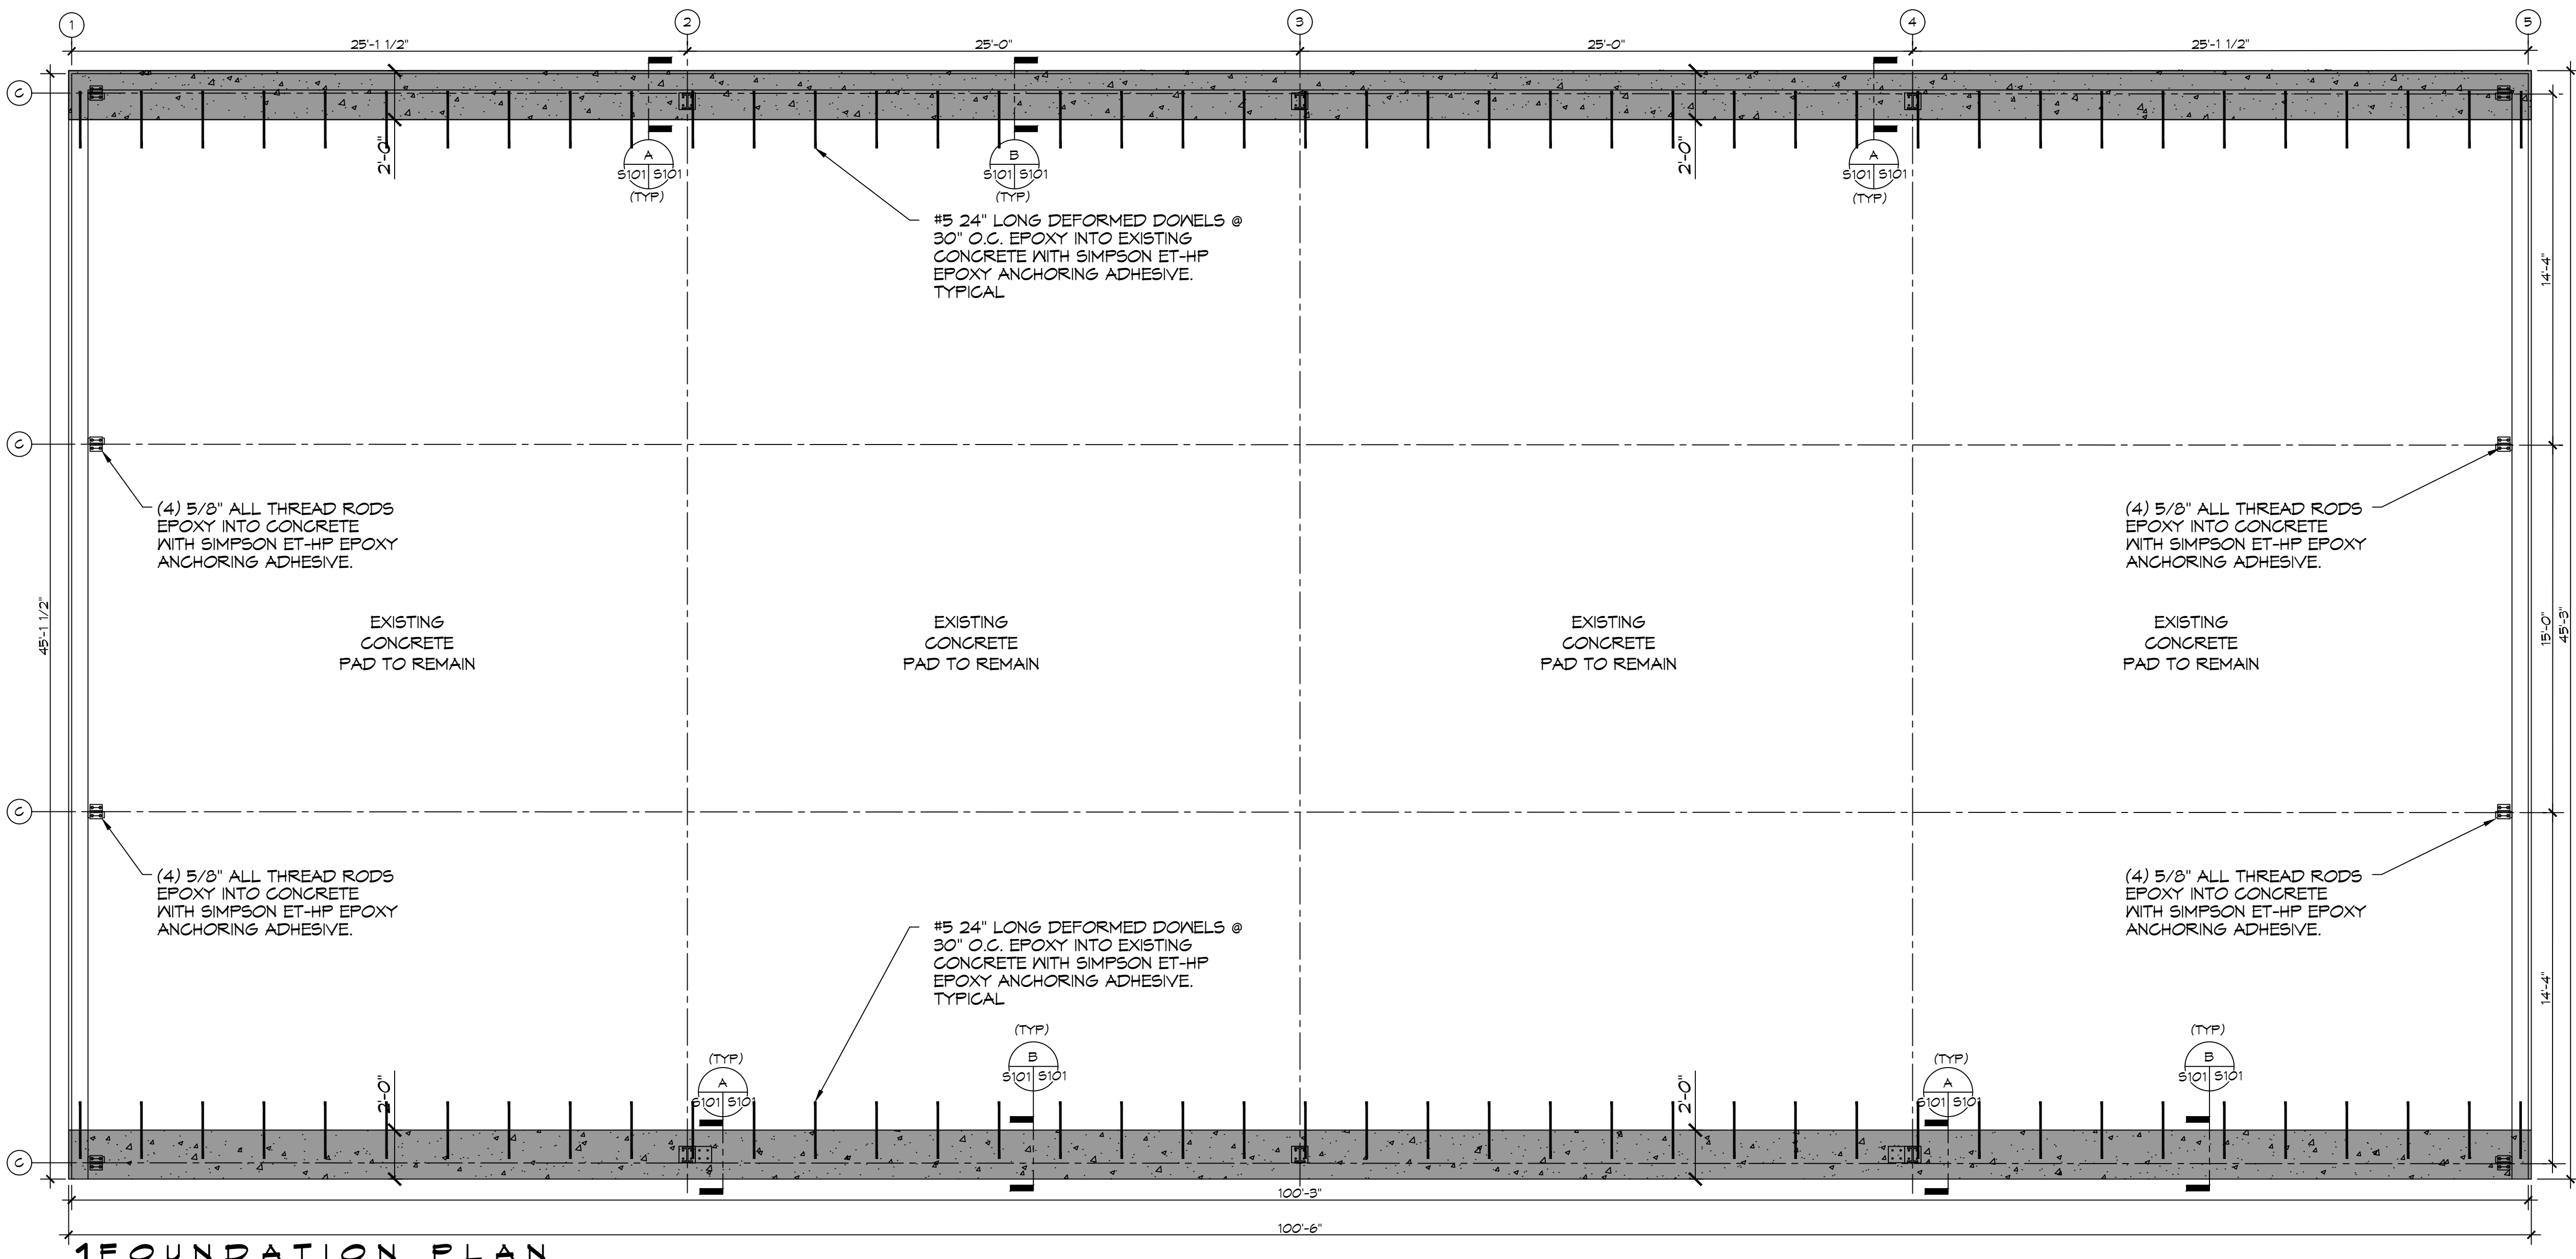 1
2
3
4
5
25'-1 1/2"
25'-0"
25'-0"
25'-1 1/2"
C
2'-0"
2'-0"
A
S101 S101
(TYP)
B
S101 S101
(TYP)
A
S101 S101
(TYP)
#5 24" LONG DEFORMED DOWELS @
30" O.C. EPOXY INTO EXISTING
CONCRETE WITH SIMPSON ET-HP
EPOXY ANCHORING ADHESIVE.
TYPICAL
14'-4"
C
(4) 5/8" ALL THREAD RODS
EPOXY INTO CONCRETE
WITH SIMPSON ET-HP EPOXY
ANCHORING ADHESIVE.
(4) 5/8" ALL THREAD RODS
EPOXY INTO CONCRETE
WITH SIMPSON ET-HP EPOXY
ANCHORING ADHESIVE.
45'-1 1/2"
EXISTING
CONCRETE
PAD TO REMAIN
EXISTING
CONCRETE
PAD TO REMAIN
EXISTING
CONCRETE
PAD TO REMAIN
EXISTING
CONCRETE
PAD TO REMAIN
15'-0"
45'-3"
C
(4) 5/8" ALL THREAD RODS
EPOXY INTO CONCRETE
WITH SIMPSON ET-HP EPOXY
ANCHORING ADHESIVE.
#5 24" LONG DEFORMED DOWELS @
30" O.C. EPOXY INTO EXISTING
CONCRETE WITH SIMPSON ET-HP
EPOXY ANCHORING ADHESIVE.
TYPICAL
(4) 5/8" ALL THREAD RODS
EPOXY INTO CONCRETE
WITH SIMPSON ET-HP EPOXY
ANCHORING ADHESIVE.
14'-4"
2'-0"
(TYP)
A
S101 S101
(TYP)
B
S101 S101
2'-0"
(TYP)
A
S101 S101
(TYP)
B
S101 S101
C
100'-3"
100'-6"
1 FOUNDATION PLAN